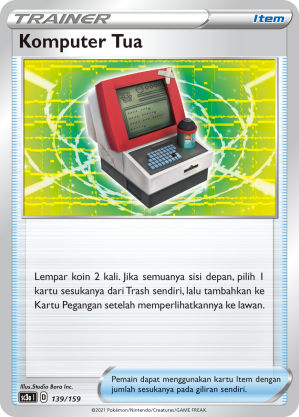 TRAINER Item
Komputer Tua
Lempar koin 2 kali. Jika semuanya sisi depan, pilih 1
kartu sesukanya dari Trash sendiri, lalu tambahkan ke
Kartu Pegangan setelah memperlihatkannya ke lawan.
Illus.Studio Bora Inc.
sc3a I D 139/159
Pemain dapat menggunakan kartu Item dengan
jumlah sesukanya pada giliran sendiri.
©2021 Pokémon/Nintendo/Creatures/GAME FREAK.